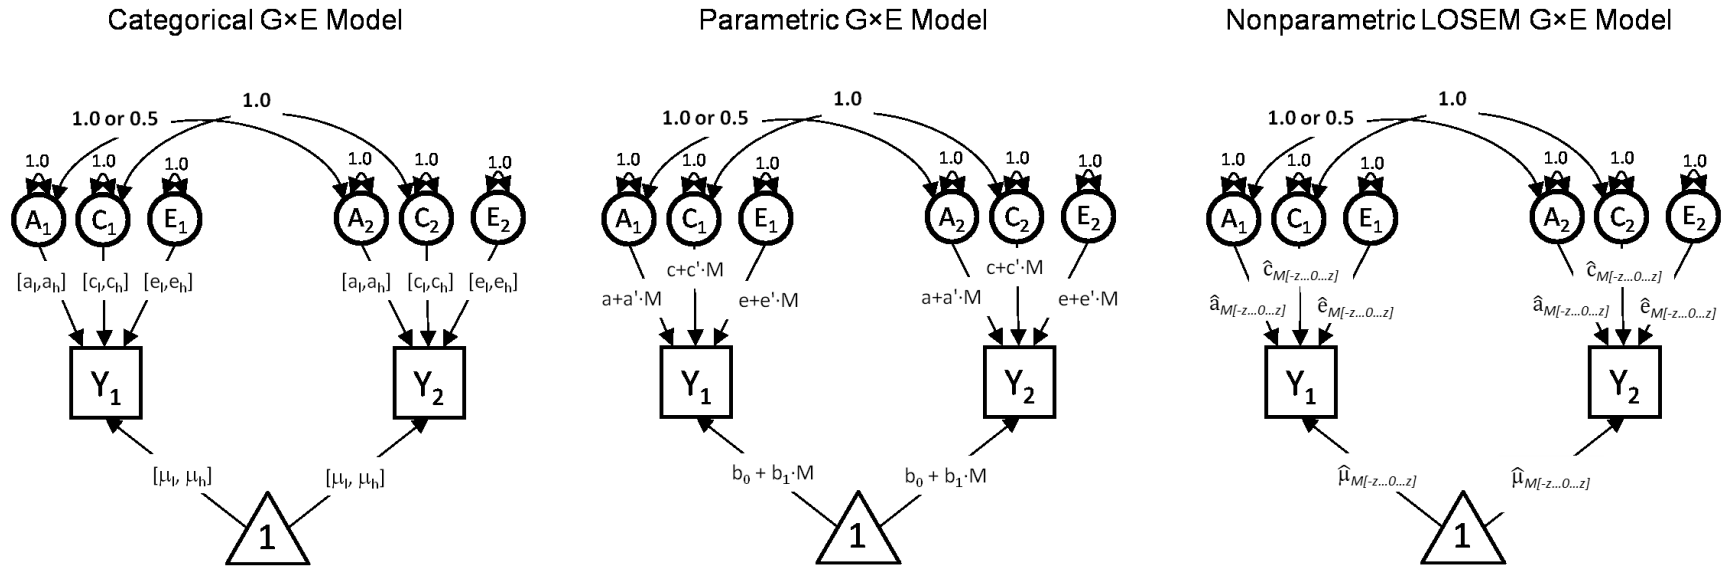 Categorical G×E Model
1.0
1.0 or 0.5
1.0 1.0 1.0 1.0 1.0 1.0
A₁ C₁ E₁ A₂ C₂ E₂
[aₗ,aₕ] [cₗ,cₕ] [eₗ,eₕ] [aₗ,aₕ] [cₗ,cₕ] [eₗ,eₕ]
Y₁ Y₂
[μₗ, μₕ] [μₗ, μₕ]
1
Parametric G×E Model
1.0
1.0 or 0.5
1.0 1.0 1.0 1.0 1.0 1.0
A₁ C₁ E₁ A₂ C₂ E₂
c+c'·M c+c'·M
a+a'·M e+e'·M a+a'·M e+e'·M
Y₁ Y₂
b₀ + b₁·M b₀ + b₁·M
1
Nonparametric LOSEM G×E Model
1.0
1.0 or 0.5
1.0 1.0 1.0 1.0 1.0 1.0
A₁ C₁ E₁ A₂ C₂ E₂
ĉM[-z...0...z] ĉM[-z...0...z]
âM[-z...0...z] êM[-z...0...z] âM[-z...0...z] êM[-z...0...z]
Y₁ Y₂
μ̂M[-z...0...z] μ̂M[-z...0...z]
1